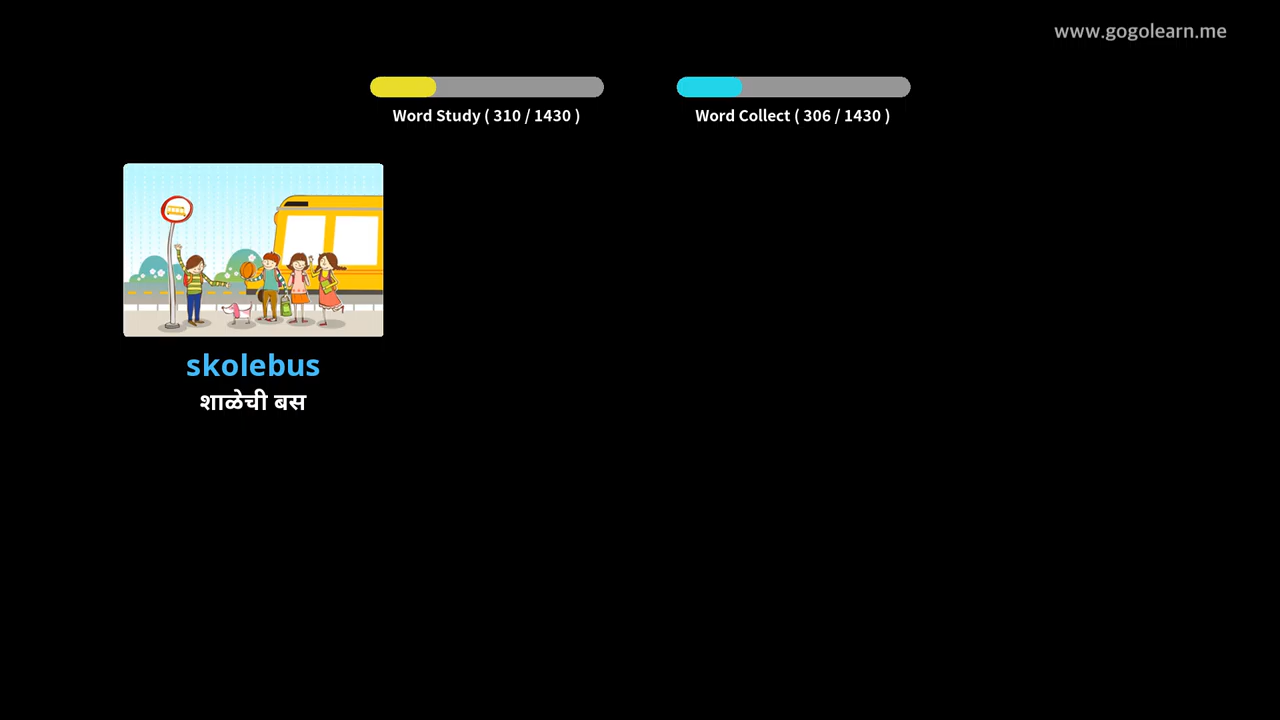 www.gogolearn.me
Word Study ( 310 / 1430 )
Word Collect ( 306 / 1430 )
skolebus
शाळेची बस